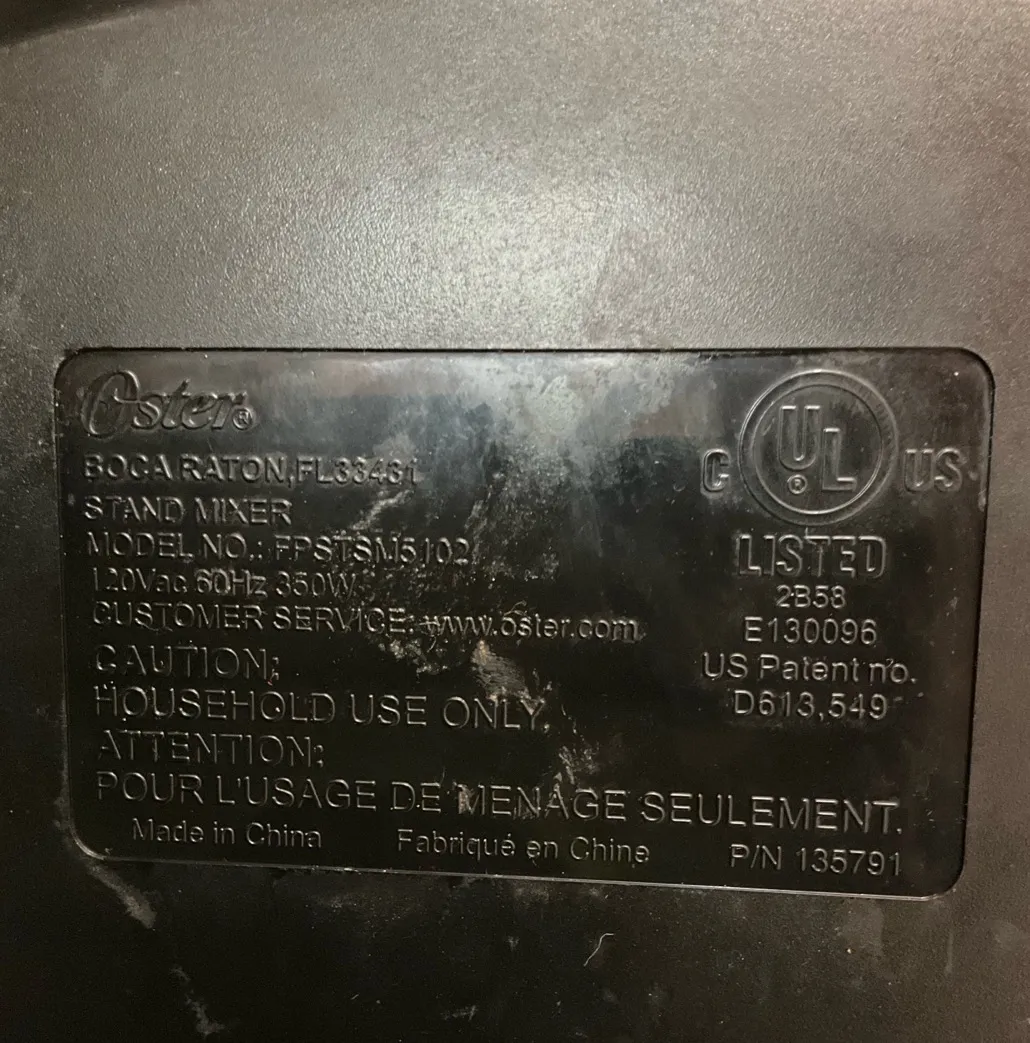 Oster®
BOCA RATON, FL33431
STAND MIXER
MODEL NO.: FPSTSM5102
120Vac 60Hz 350W
CUSTOMER SERVICE: www.oster.com
CAUTION:
HOUSEHOLD USE ONLY.
ATTENTION:
POUR L'USAGE DE MENAGE SEULEMENT.
Made in China
Fabriqué en Chine
P/N 135791
C UL® US
LISTED
2B58
E130096
US Patent no.
D613,549